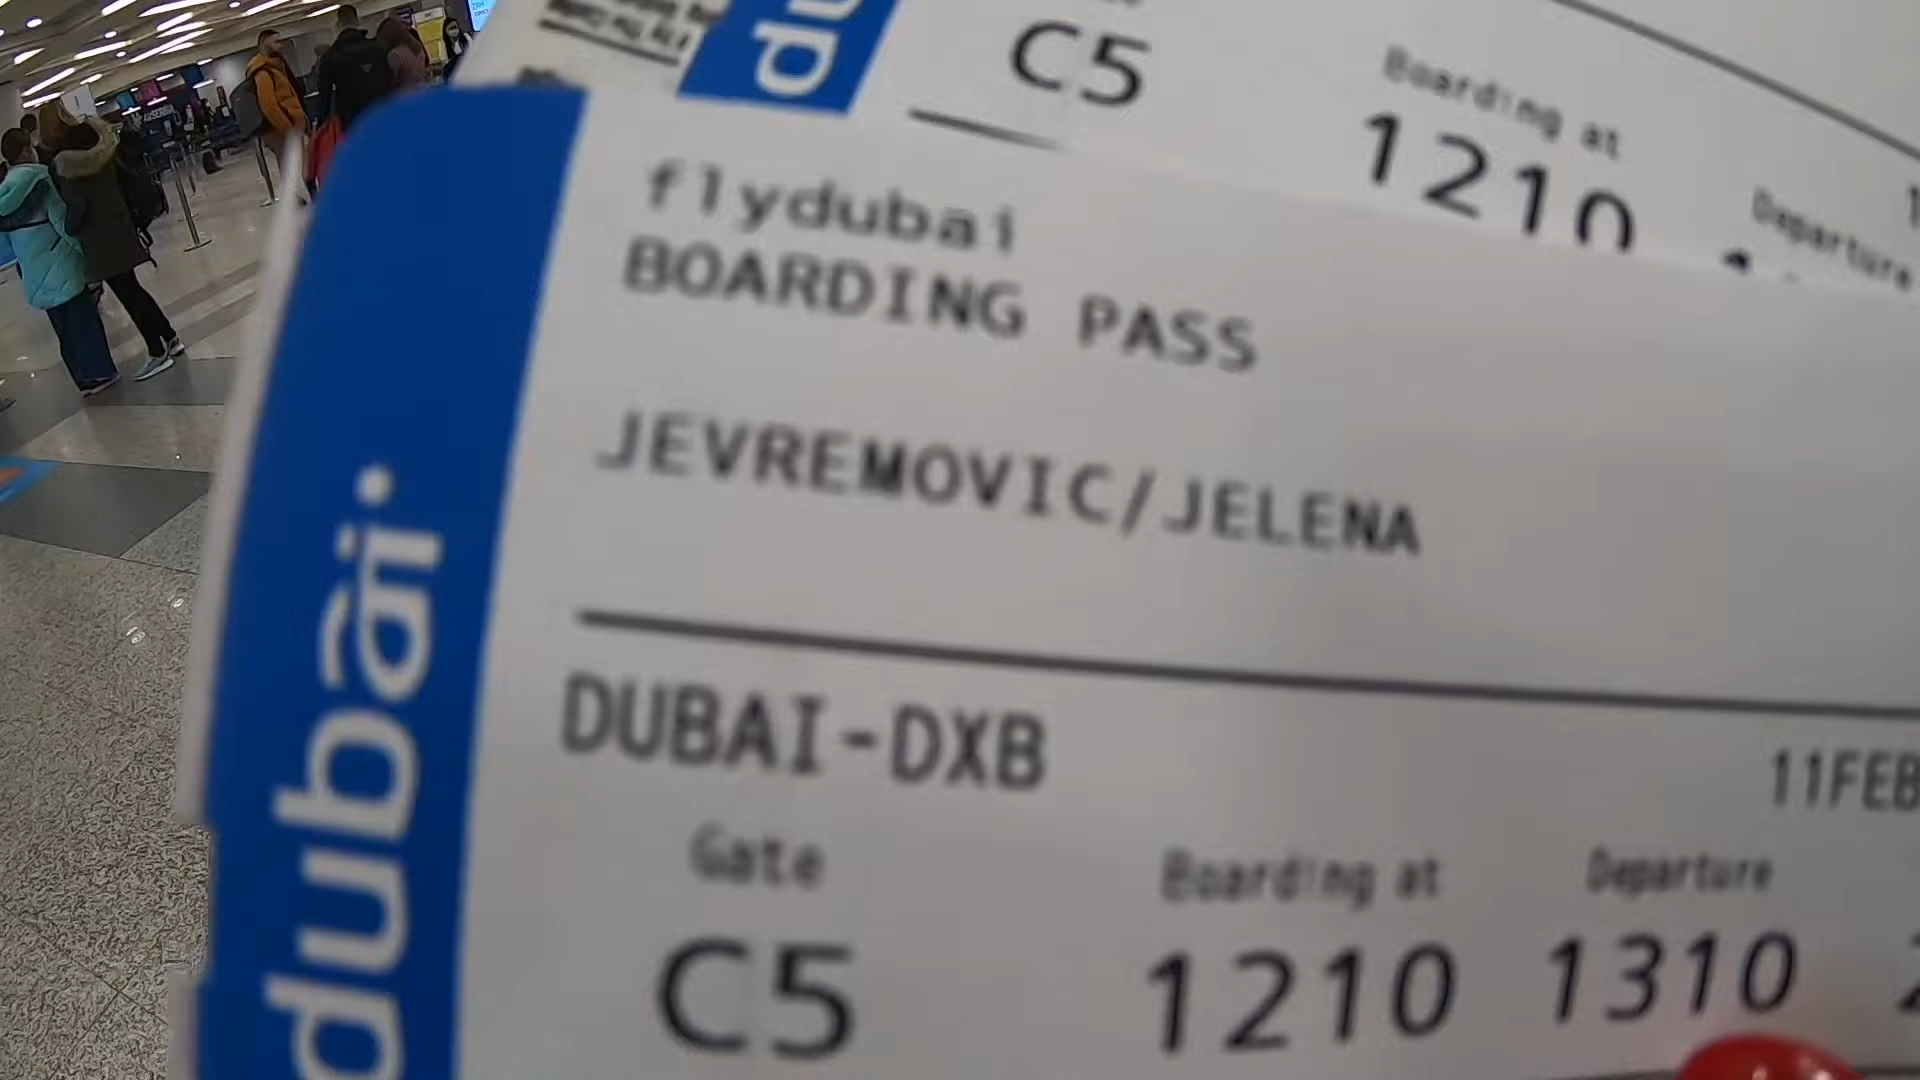 du
C5
Boarding at
1210
Departure
flydubai
BOARDING PASS
JEVREMOVIC/JELENA
DUBAI-DXB
11FEB
Gate
Boarding at
Departure
C5
1210
1310
dubai